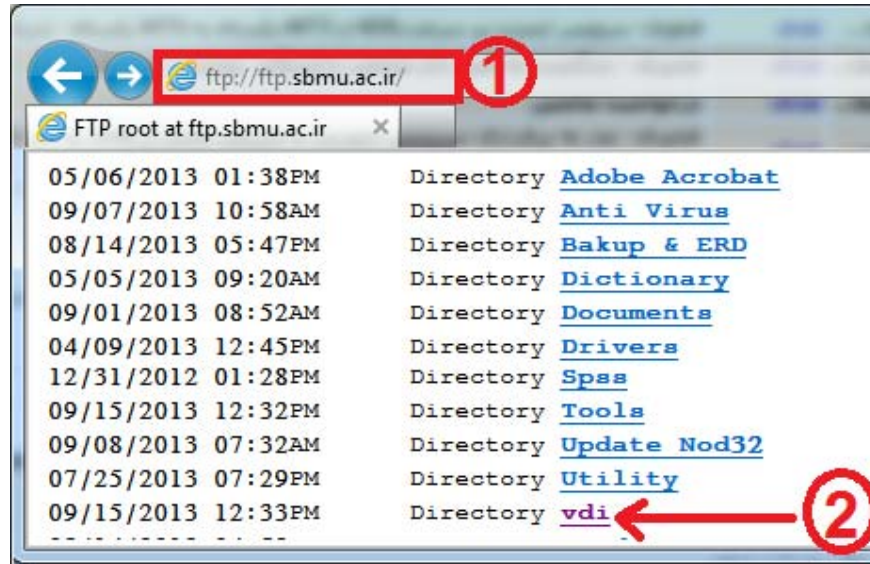 ftp://ftp.sbmu.ac.ir/
1
FTP root at ftp.sbmu.ac.ir
05/06/2013 01:38PM Directory Adobe Acrobat
09/07/2013 10:58AM Directory Anti Virus
08/14/2013 05:47PM Directory Bakup & ERD
05/05/2013 09:20AM Directory Dictionary
09/01/2013 08:52AM Directory Documents
04/09/2013 12:45PM Directory Drivers
12/31/2012 01:28PM Directory Spss
09/15/2013 12:32PM Directory Tools
09/08/2013 07:32AM Directory Update Nod32
07/25/2013 07:29PM Directory Utility
09/15/2013 12:33PM Directory vdi
2